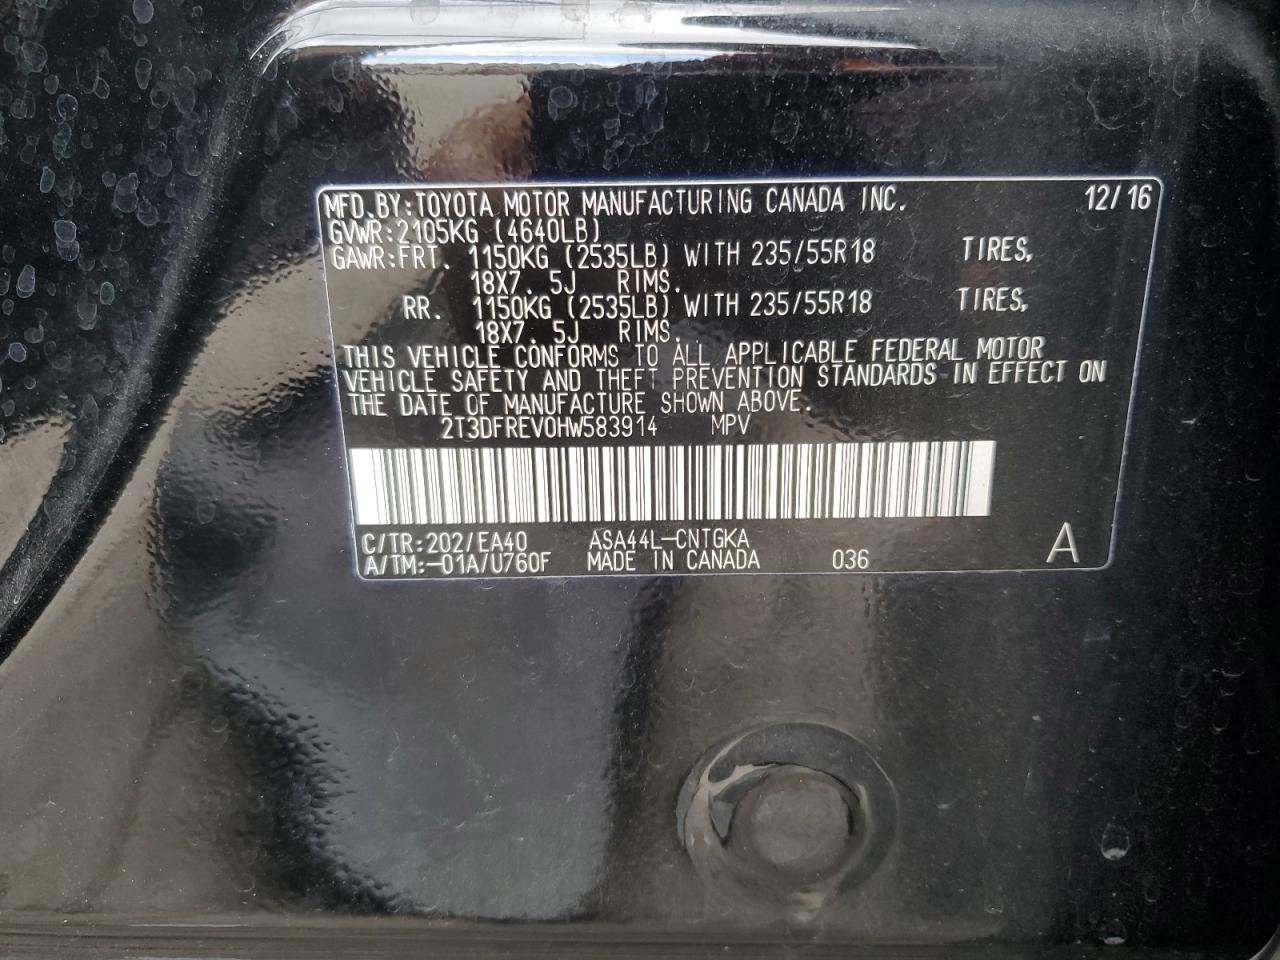 MFD.BY:TOYOTA MOTOR MANUFACTURING CANADA INC. 12/16
GVWR:2105KG (4640LB)
GAWR:FRT. 1150KG (2535LB) WITH 235/55R18 TIRES,
18X7. 5J RIMS.
RR. 1150KG (2535LB) WITH 235/55R18 TIRES,
18X7. 5J RIMS.
THIS VEHICLE CONFORMS TO ALL APPLICABLE FEDERAL MOTOR
VEHICLE SAFETY AND THEFT PREVENTION STANDARDS IN EFFECT ON
THE DATE OF MANUFACTURE SHOWN ABOVE.
2T3DFREV0HW583914 MPV
C/TR:202/EA40 ASA44L-CNTGKA
A/TM:-01A/U760F MADE IN CANADA 036 A